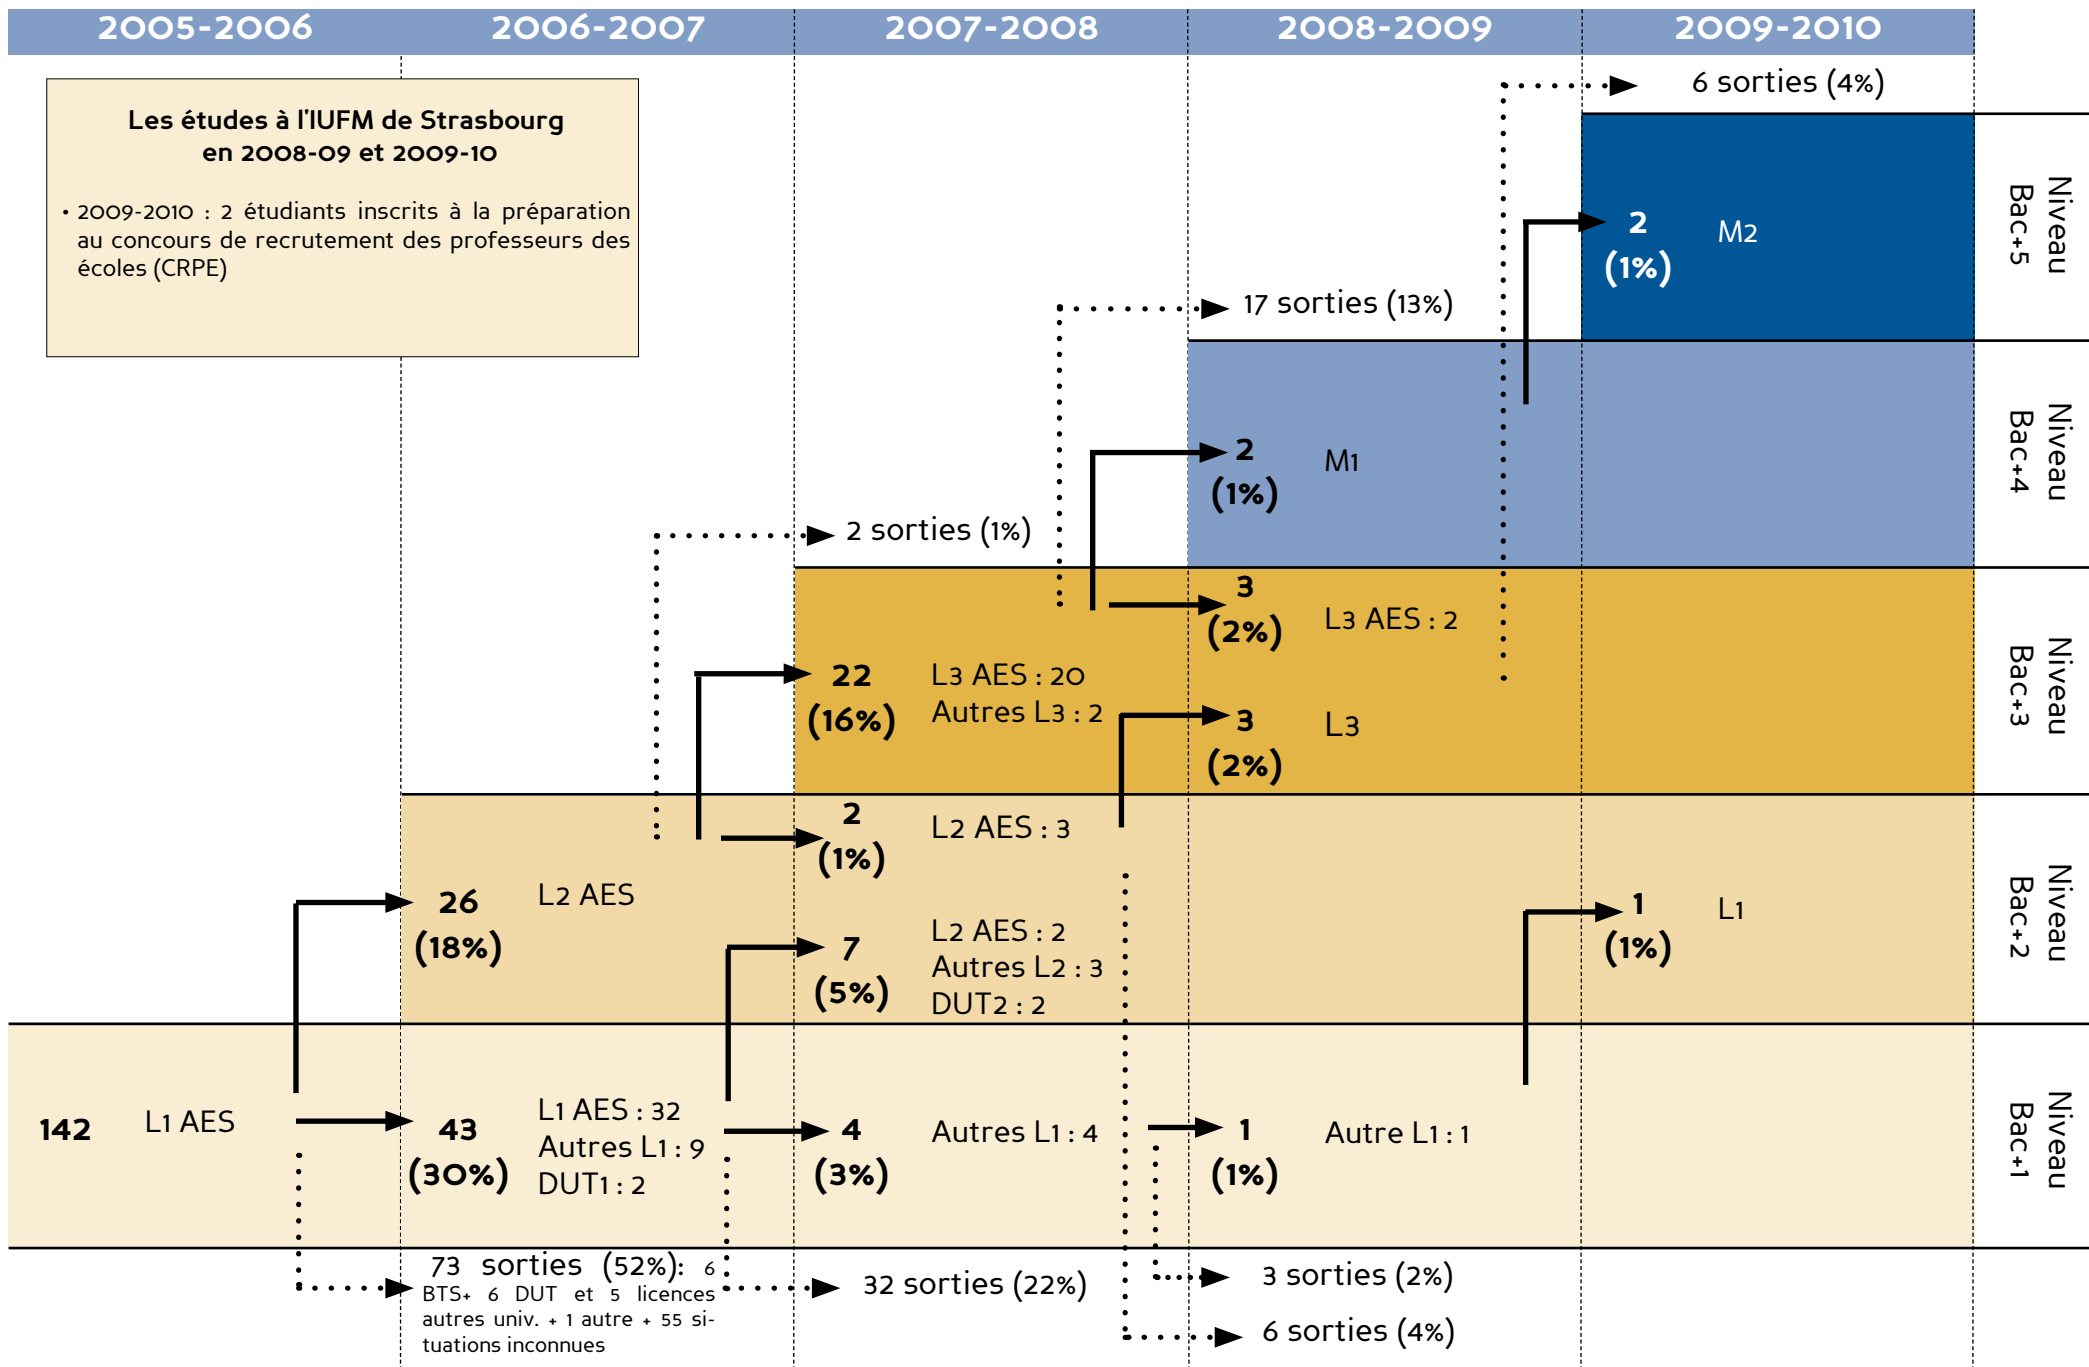 2005-2006
2006-2007
2007-2008
2008-2009
2009-2010
Les études à l'IUFM de Strasbourg
en 2008-09 et 2009-10
• 2009-2010 : 2 étudiants inscrits à la préparation
au concours de recrutement des professeurs des
écoles (CRPE)
6 sorties (4%)
2
(1%)
M2
Niveau
Bac+5
17 sorties (13%)
2
(1%)
M1
Niveau
Bac+4
2 sorties (1%)
22
(16%)
L3 AES : 20
Autres L3 : 2
3
(2%)
L3 AES : 2
3
(2%)
L3
Niveau
Bac+3
26
(18%)
L2 AES
2
(1%)
L2 AES : 3
7
(5%)
L2 AES : 2
Autres L2 : 3
DUT2 : 2
1
(1%)
L1
Niveau
Bac+2
142
L1 AES
43
(30%)
L1 AES : 32
Autres L1 : 9
DUT1 : 2
4
(3%)
Autres L1 : 4
1
(1%)
Autre L1 : 1
Niveau
Bac+1
73 sorties (52%): 6
BTS+ 6 DUT et 5 licences
autres univ. + 1 autre + 55 si-
tuations inconnues
32 sorties (22%)
3 sorties (2%)
6 sorties (4%)